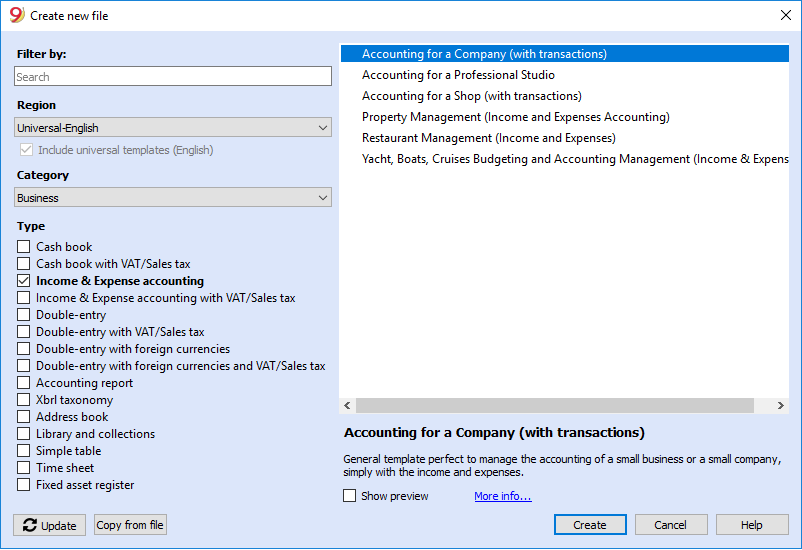 Create new file
Filter by:
Search
Region
Universal-English
Include universal templates (English)
Category
Business
Type
Cash book
Cash book with VAT/Sales tax
Income & Expense accounting
Income & Expense accounting with VAT/Sales tax
Double-entry
Double-entry with VAT/Sales tax
Double-entry with foreign currencies
Double-entry with foreign currencies and VAT/Sales tax
Accounting report
Xbrl taxonomy
Address book
Library and collections
Simple table
Time sheet
Fixed asset register
Update
Copy from file
Accounting for a Company (with transactions)
Accounting for a Professional Studio
Accounting for a Shop (with transactions)
Property Management (Income and Expenses Accounting)
Restaurant Management (Income and Expenses)
Yacht, Boats, Cruises Budgeting and Accounting Management (Income & Expens
Accounting for a Company (with transactions)
General template perfect to manage the accounting of a small business or a small company,
simply with the income and expenses.
Show preview
More info...
Create
Cancel
Help